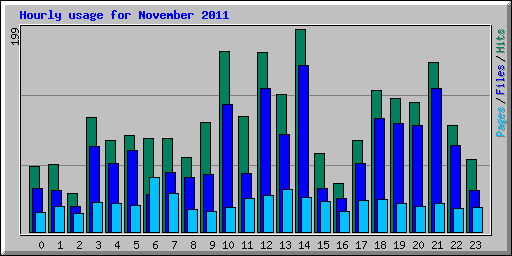 Hourly usage for November 2011
199
Pages/Files/Hits
0 1 2 3 4 5 6 7 8 9 10 11 12 13 14 15 16 17 18 19 20 21 22 23